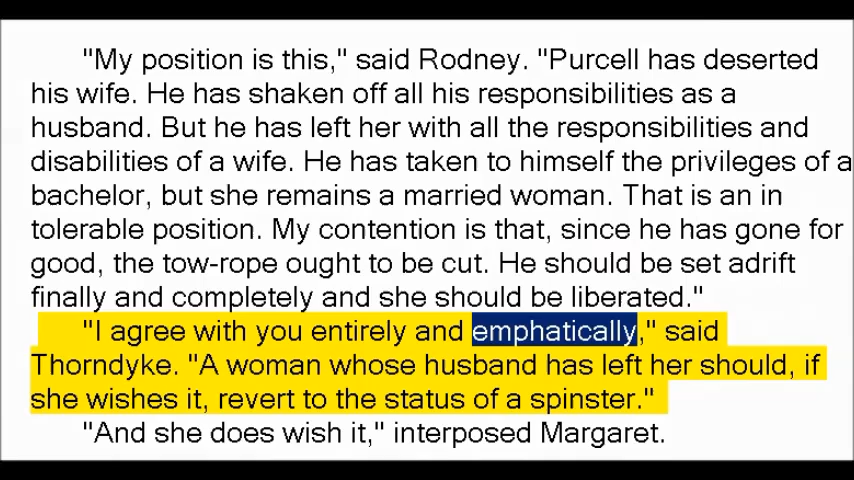 "My position is this," said Rodney. "Purcell has deserted
his wife. He has shaken off all his responsibilities as a
husband. But he has left her with all the responsibilities and
disabilities of a wife. He has taken to himself the privileges of a
bachelor, but she remains a married woman. That is an in
tolerable position. My contention is that, since he has gone for
good, the tow-rope ought to be cut. He should be set adrift
finally and completely and she should be liberated."
"I agree with you entirely and emphatically," said
Thorndyke. "A woman whose husband has left her should, if
she wishes it, revert to the status of a spinster."
"And she does wish it," interposed Margaret.